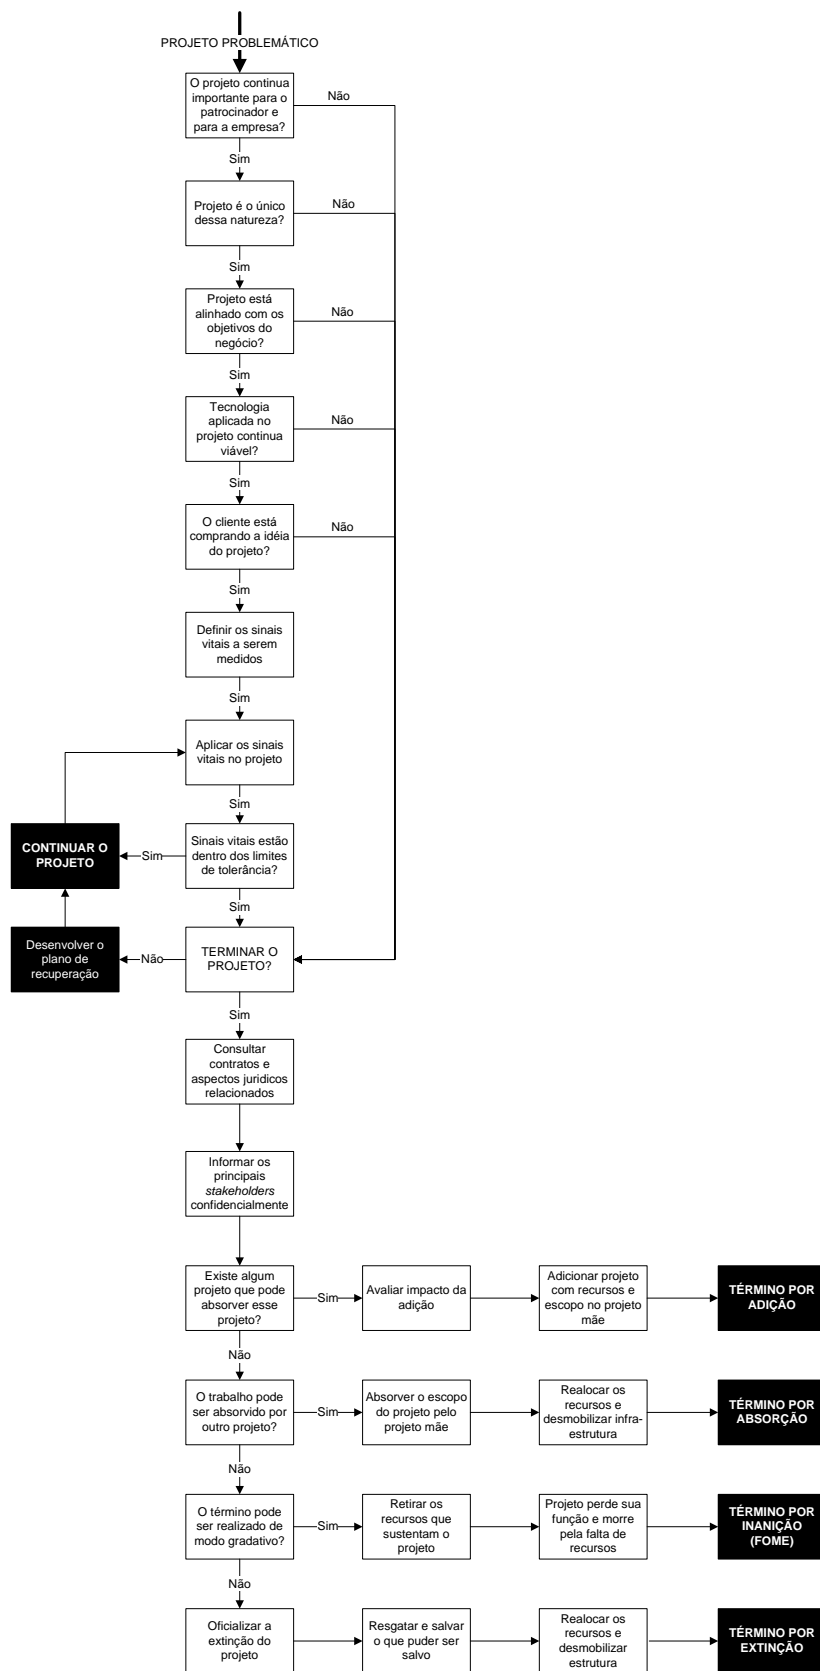 PROJETO PROBLEMÁTICO
O projeto continua
importante para o
patrocinador e
para a empresa?
Não
Sim
Projeto é o único
dessa natureza?
Não
Sim
Projeto está
alinhado com os
objetivos do
negócio?
Não
Sim
Tecnologia
aplicada no
projeto continua
viável?
Não
Sim
O cliente está
comprando a idéia
do projeto?
Não
Sim
Definir os sinais
vitais a serem
medidos
Sim
Aplicar os sinais
vitais no projeto
Sim
CONTINUAR O
PROJETO
Sim
Sinais vitais estão
dentro dos limites
de tolerância?
Sim
Desenvolver o
plano de
recuperação
Não
TERMINAR O
PROJETO?
Sim
Consultar
contratos e
aspectos juridicos
relacionados
Informar os
principais
stakeholders
confidencialmente
Existe algum
projeto que pode
absorver esse
projeto?
Sim
Avaliar impacto da
adição
Adicionar projeto
com recursos e
escopo no projeto
mãe
TÉRMINO POR
ADIÇÃO
Não
O trabalho pode
ser absorvido por
outro projeto?
Sim
Absorver o escopo
do projeto pelo
projeto mãe
Realocar os
recursos e
desmobilizar infra-
estrutura
TÉRMINO POR
ABSORÇÃO
Não
O término pode
ser realizado de
modo gradativo?
Sim
Retirar os
recursos que
sustentam o
projeto
Projeto perde sua
função e morre
pela falta de
recursos
TÉRMINO POR
INANIÇÃO
(FOME)
Não
Oficializar a
extinção do
projeto
Resgatar e salvar
o que puder ser
salvo
Realocar os
recursos e
desmobilizar
estrutura
TÉRMINO POR
EXTINÇÃO